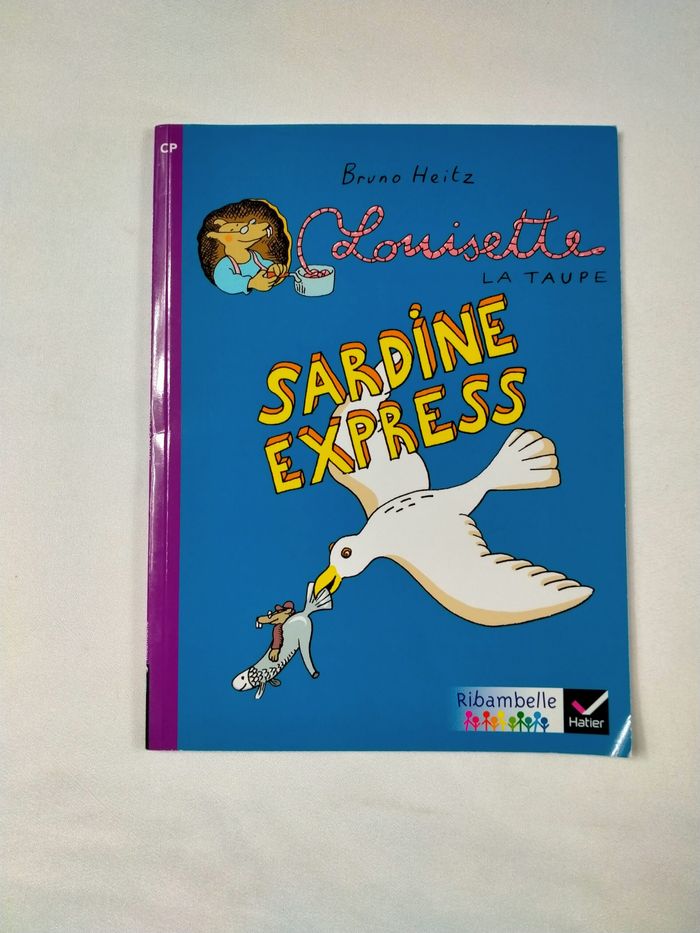 CP
Bruno Heitz
Louisette
LA TAUPE
SARDINE
EXPRESS
Ribambelle
Hatier